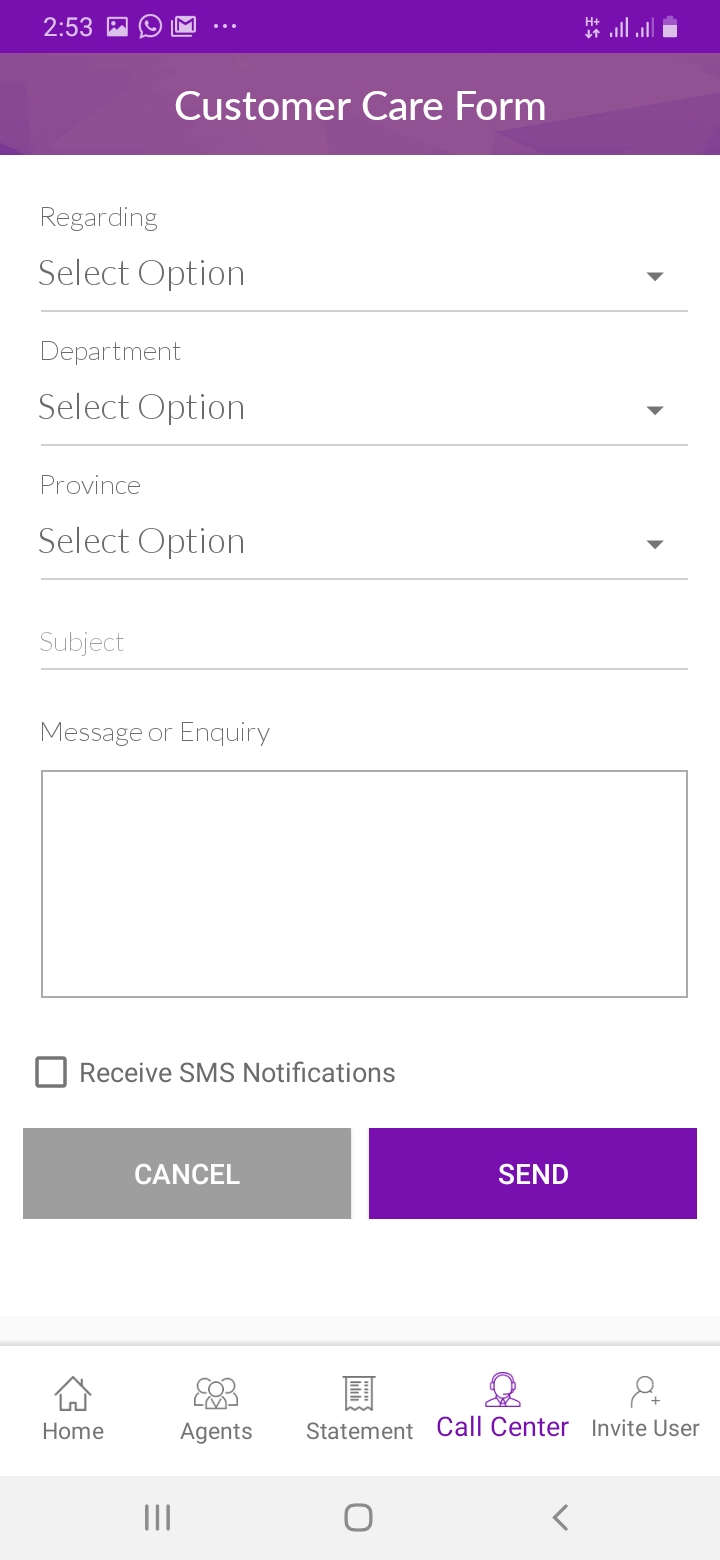 2:53
H+
Customer Care Form
Regarding
Select Option
Department
Select Option
Province
Select Option
Subject
Message or Enquiry
Receive SMS Notifications
CANCEL SEND
Home Agents Statement Call Center Invite User